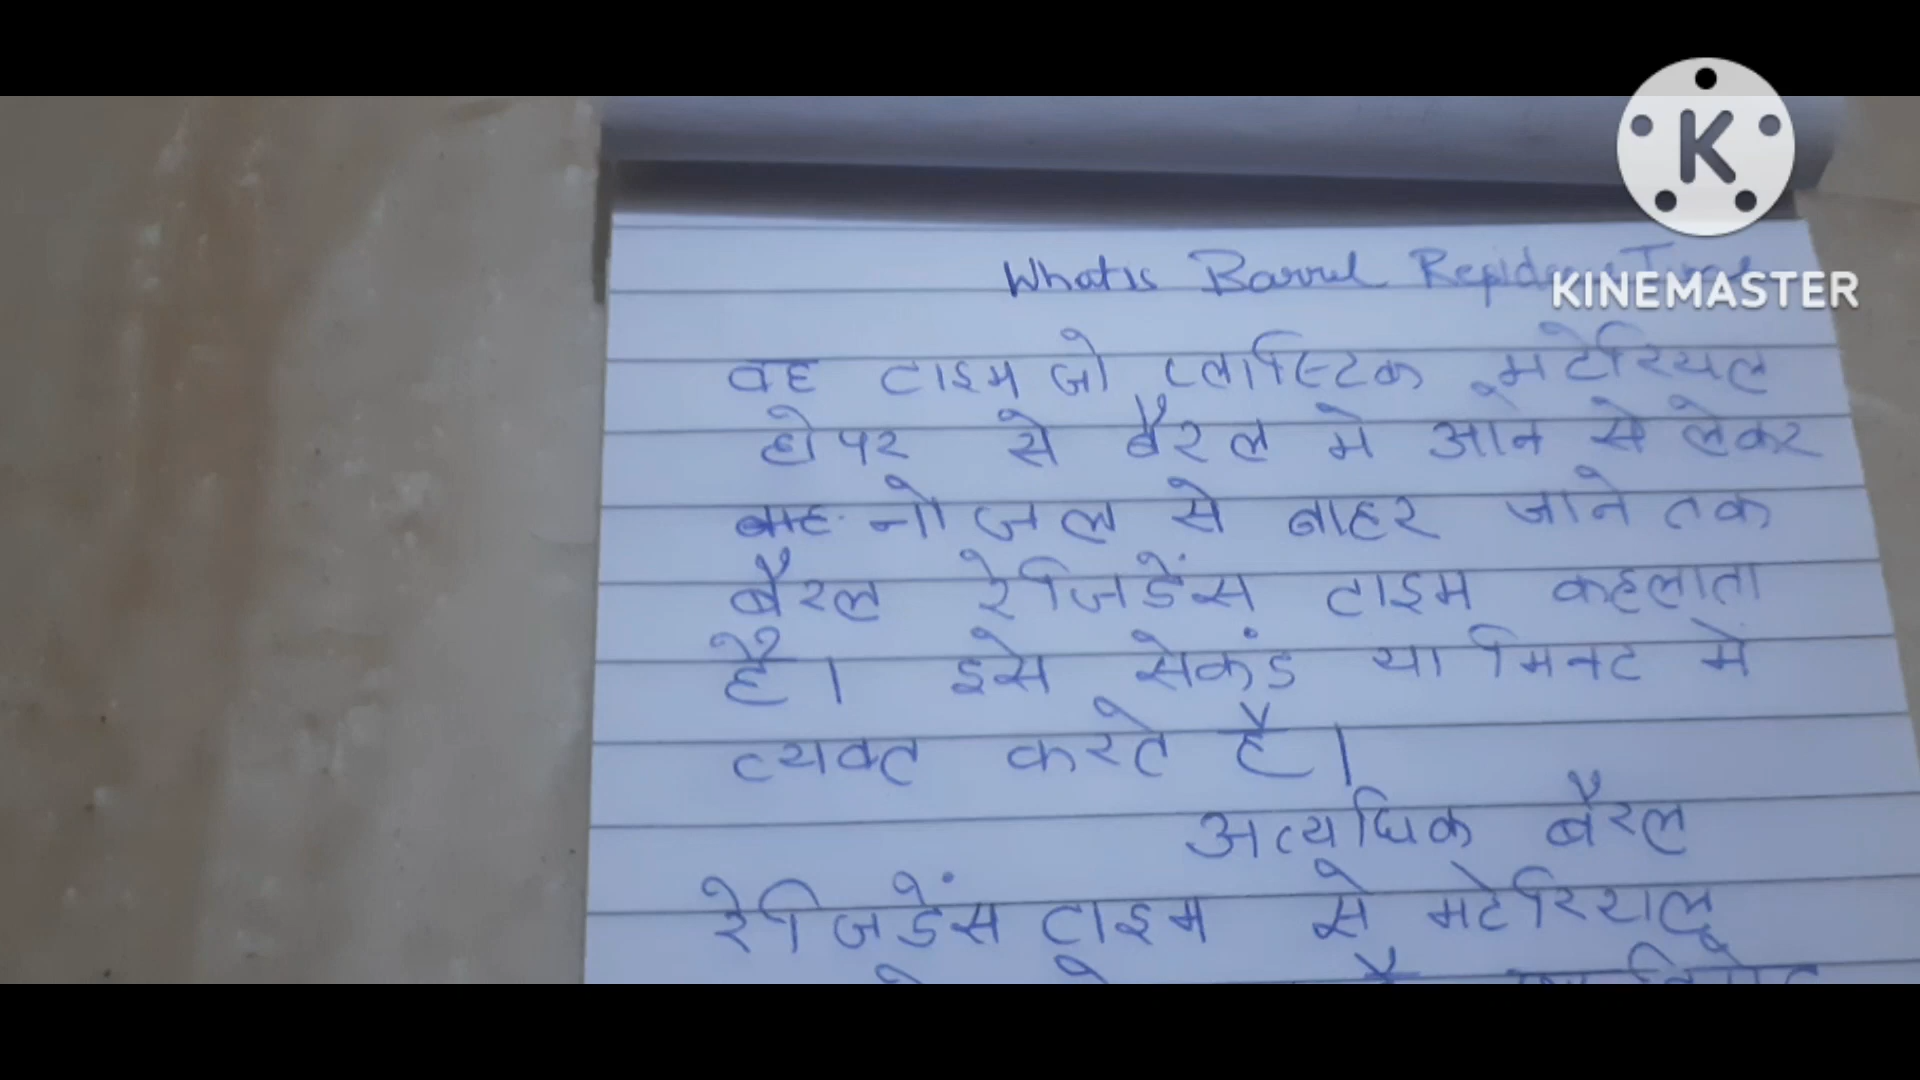 What is Barrel
वह टाइम जो प्लास्टिक मटेरियल
होपर से बैरल मे आने से लेकर
नोजल से बाहर जाने तक
बैरल रेजिडेंस टाइम कहलाता
है। इसे सेकंड या मिनट मे
व्यक्त करते है।
अत्यधिक बैरल
रेजिडेंस टाइम से मटेरियल
K
KINEMASTER